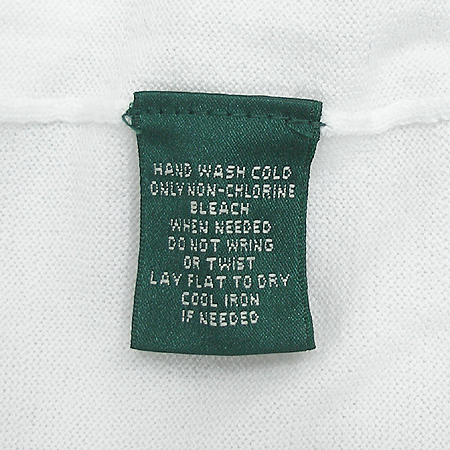 HAND WASH COLD
ONLY NON-CHLORINE
BLEACH
WHEN NEEDED
DO NOT WRING
OR TWIST
LAY FLAT TO DRY
COOL IRON
IF NEEDED